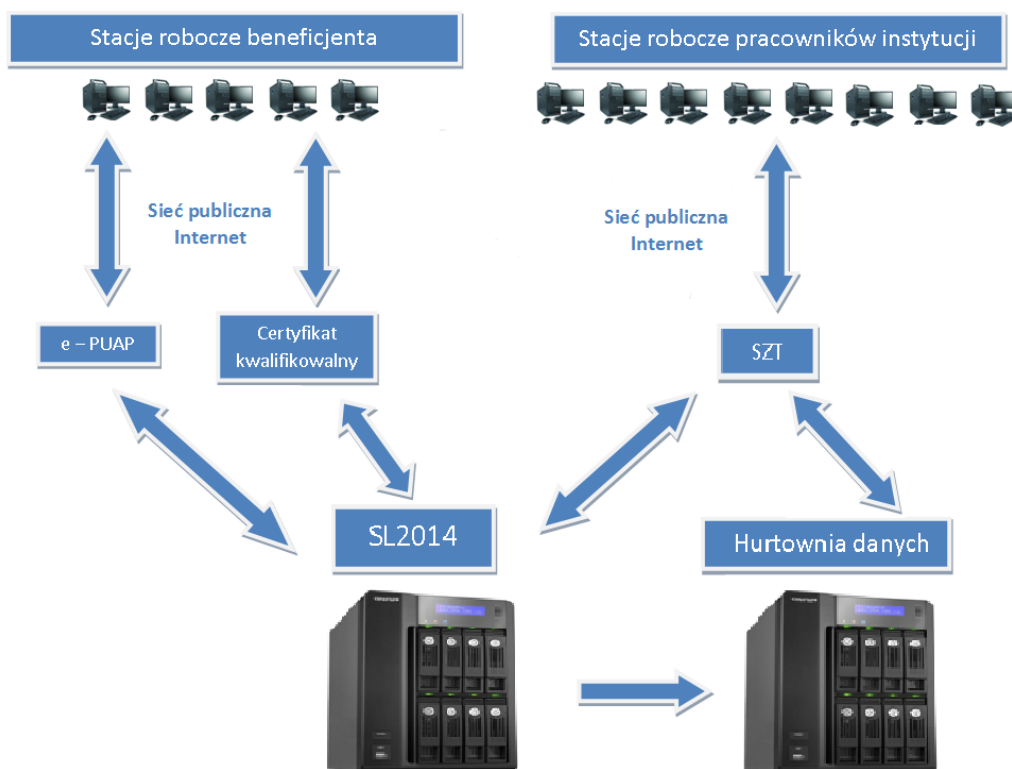 Stacje robocze beneficjenta
Stacje robocze pracowników instytucji
Sieć publiczna
Internet
Sieć publiczna
Internet
e – PUAP
Certyfikat
kwalifikowalny
SZT
SL2014
Hurtownia danych